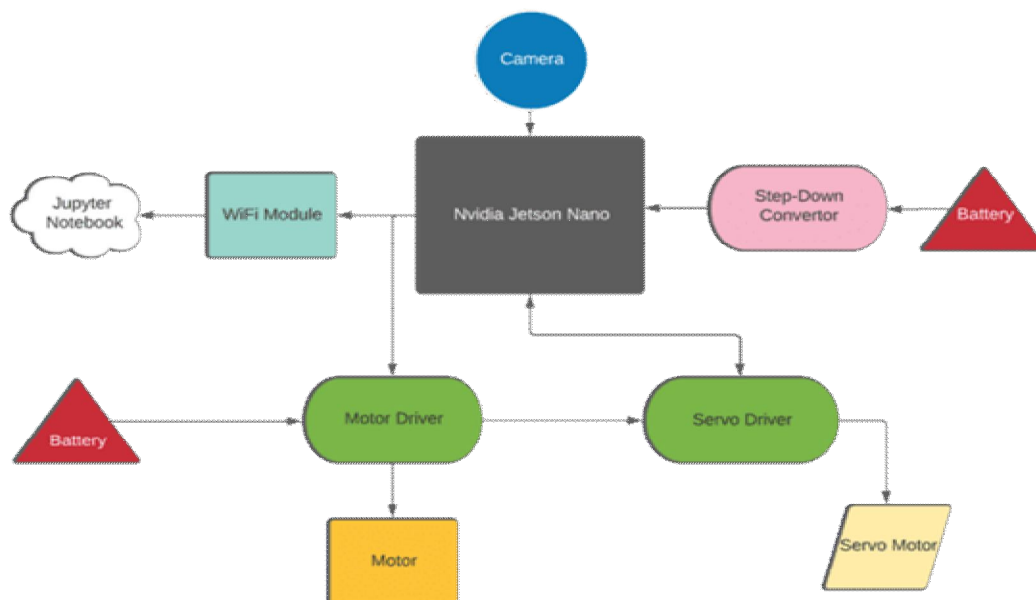 Camera
Jupyter
Notebook
WiFi Module
Nvidia Jetson Nano
Step-Down
Convertor
Battery
Battery
Motor Driver
Servo Driver
Motor
Servo Motor